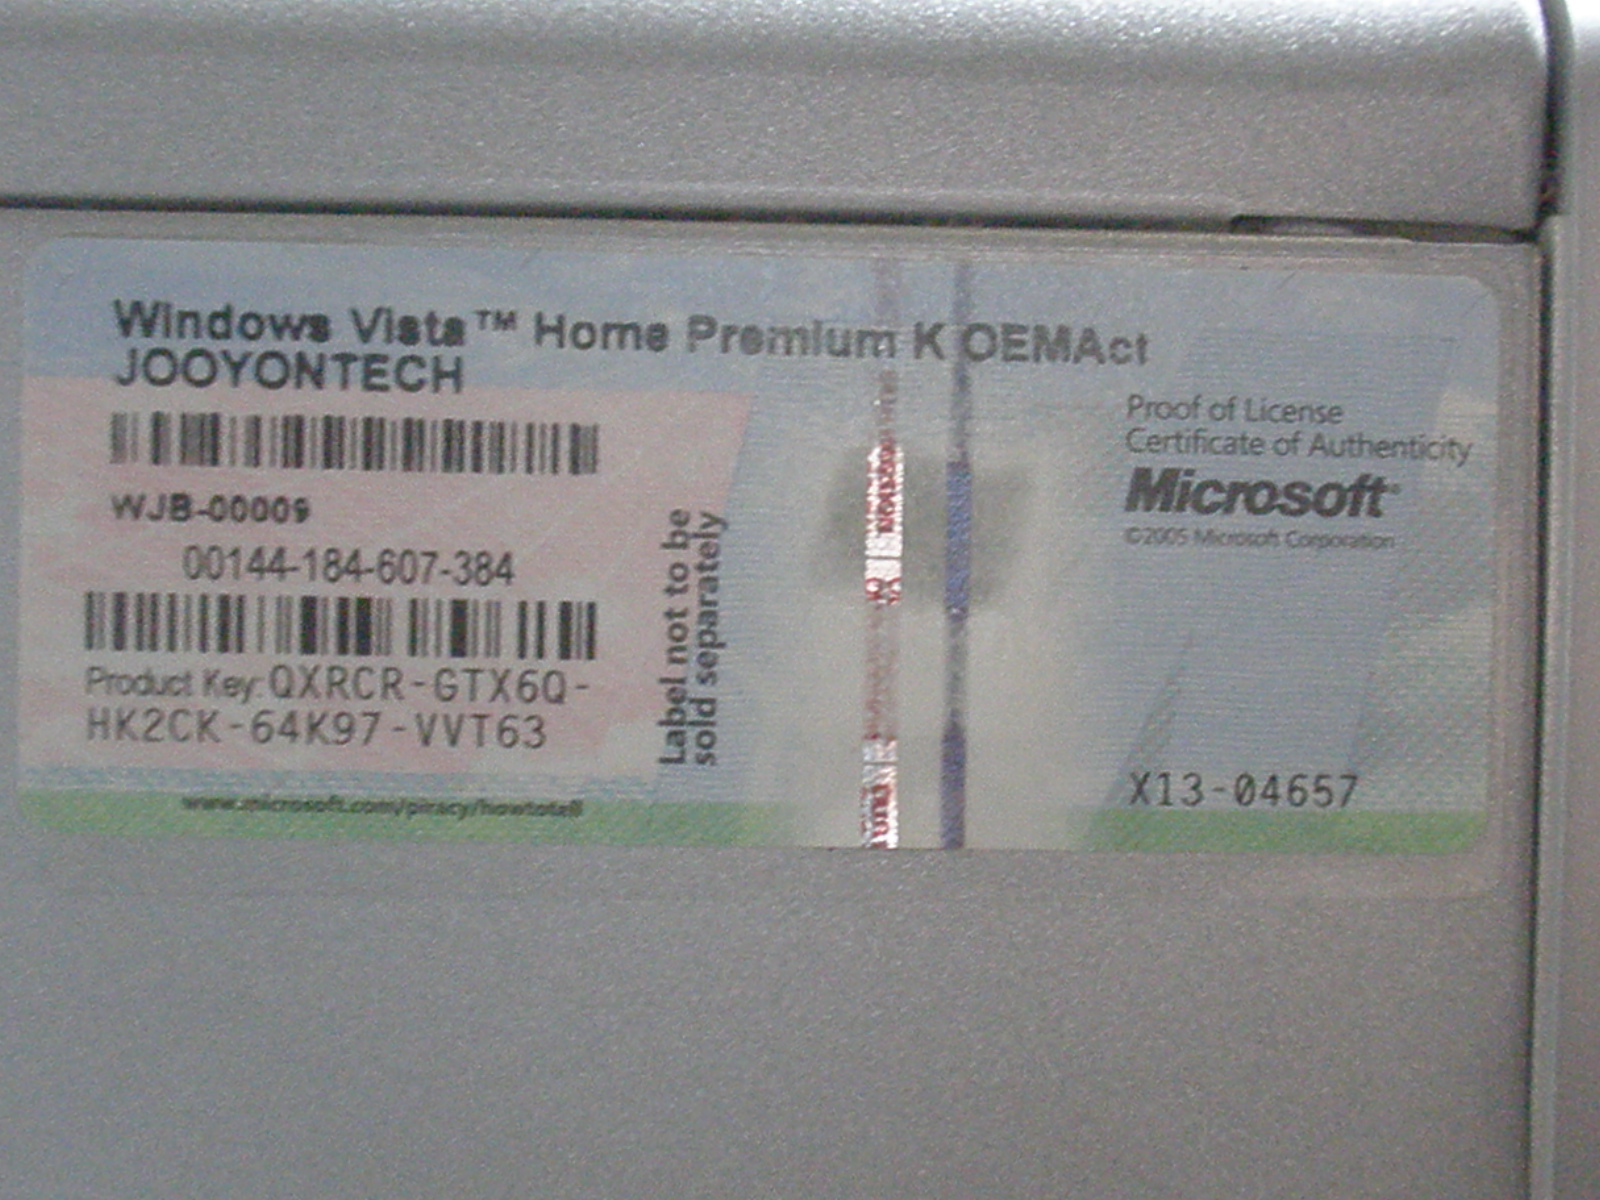 Windows Vista™ Home Premium K OEMAct
JOOYONTECH
WJB-00009
00144-184-607-384
Product Key: QXRCR-GTX6Q-
HK2CK-64K97-VVT63
www.microsoft.com/piracy/howtotell
Label not to be
sold separately
Proof of License
Certificate of Authenticity
Microsoft
©2005 Microsoft Corporation
X13-04657